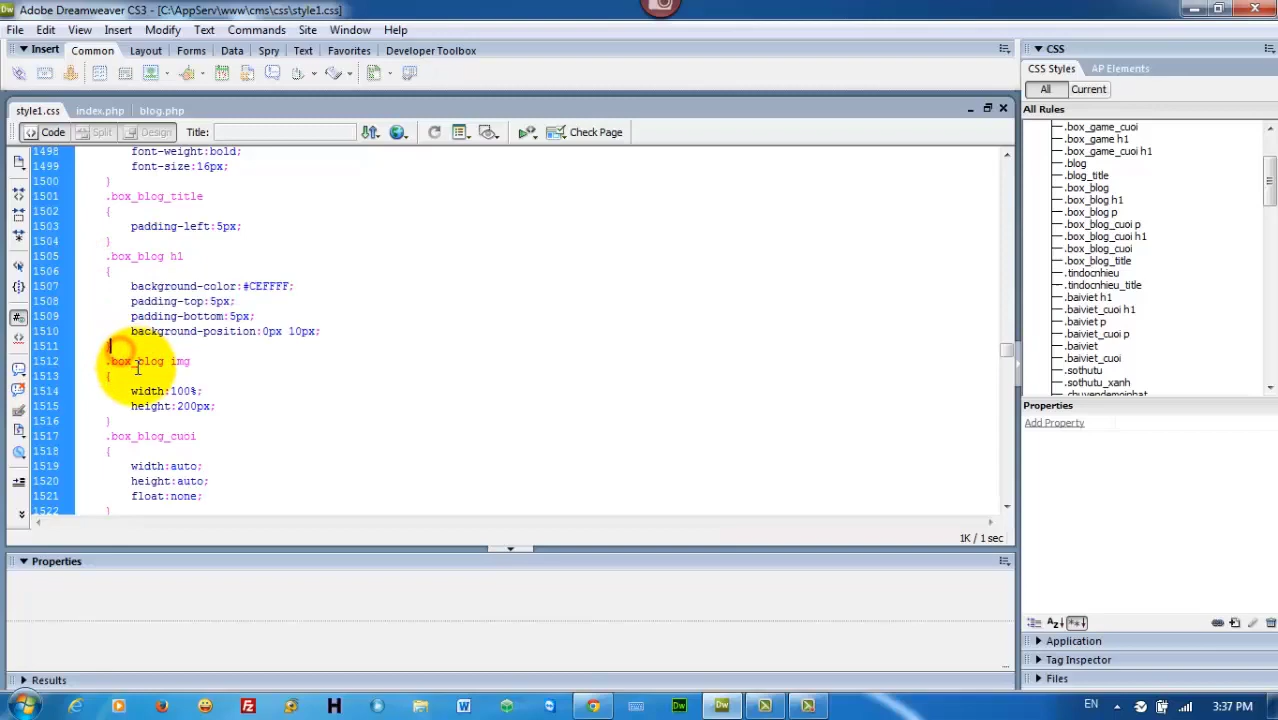 Adobe Dreamweaver CS3 - [C:\AppServ\www\cms\css\style1.css]
File Edit View Insert Modify Text Commands Site Window Help
Insert Common Layout Forms Data Spry Text Favorites Developer Toolbox
style1.css index.php blog.php
Code Split Design Title: Check Page
1498 font-weight:bold;
1499 font-size:16px;
1500 }
1501 .box_blog_title
1502 {
1503 padding-left:5px;
1504 }
1505 .box_blog h1
1506 {
1507 background-color:#CEFFFF;
1508 padding-top:5px;
1509 padding-bottom:5px;
1510 background-position:0px 10px;
1511
1512 .box_blog img
1513 {
1514 width:100%;
1515 height:200px;
1516 }
1517 .box_blog_cuoi
1518 {
1519 width:auto;
1520 height:auto;
1521 float:none;
1522 }
1K / 1 sec
Properties
Results
CSS
CSS Styles AP Elements
All Current
All Rules
.box_game_cuoi
.box_game h1
.box_game_cuoi h1
.blog
.blog_title
.box_blog
.box_blog h1
.box_blog p
.box_blog_cuoi p
.box_blog_cuoi h1
.box_blog_cuoi
.box_blog_title
.tindocnhieu
.tindocnhieu_title
.baiviet h1
.baiviet_cuoi h1
.baiviet p
.baiviet_cuoi p
.baiviet
.baiviet_cuoi
.sothutu
.sothutu_xanh
.chuyendemoinhat
Properties
Add Property
Application
Tag Inspector
Files
EN 3:37 PM